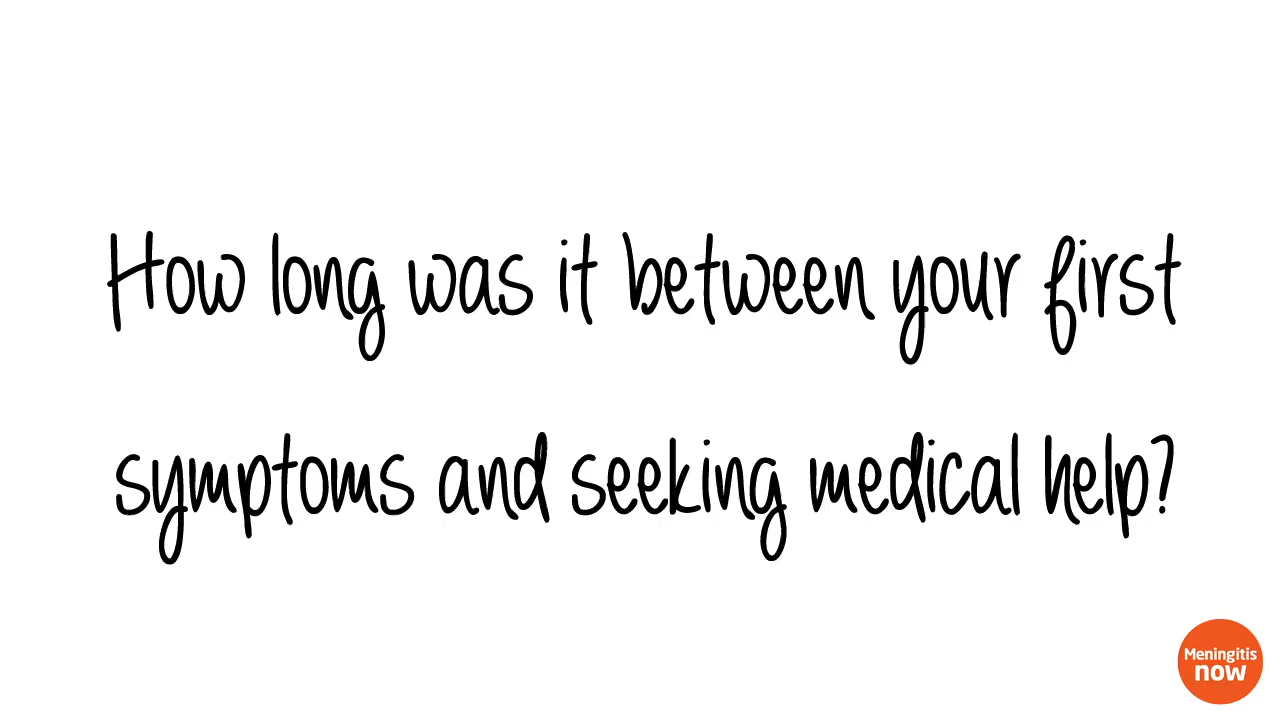 How long was it between your first
symptoms and seeking medical help?
Meningitis
now